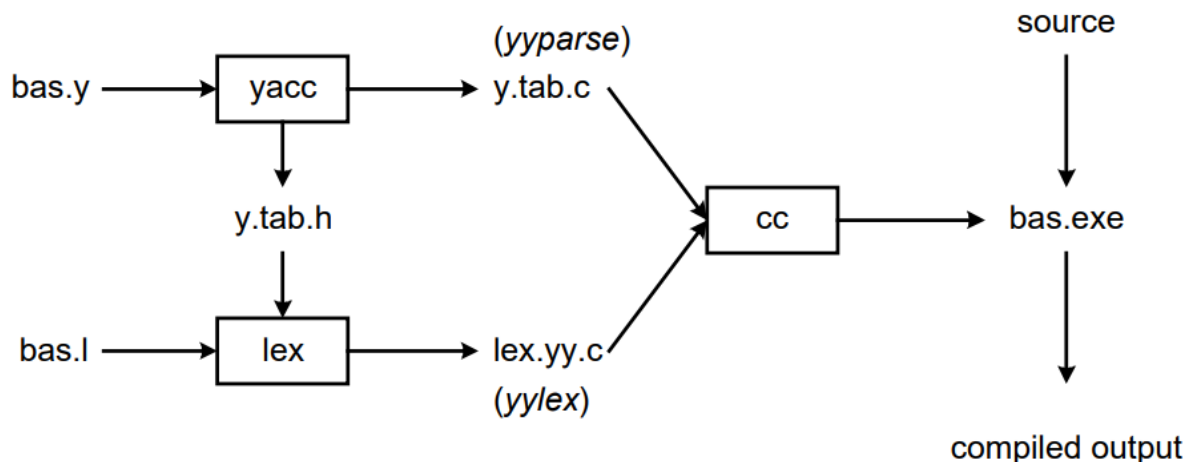 (yyparse)
source
bas.y
yacc
y.tab.c
y.tab.h
cc
bas.exe
bas.l
lex
lex.yy.c
(yylex)
compiled output